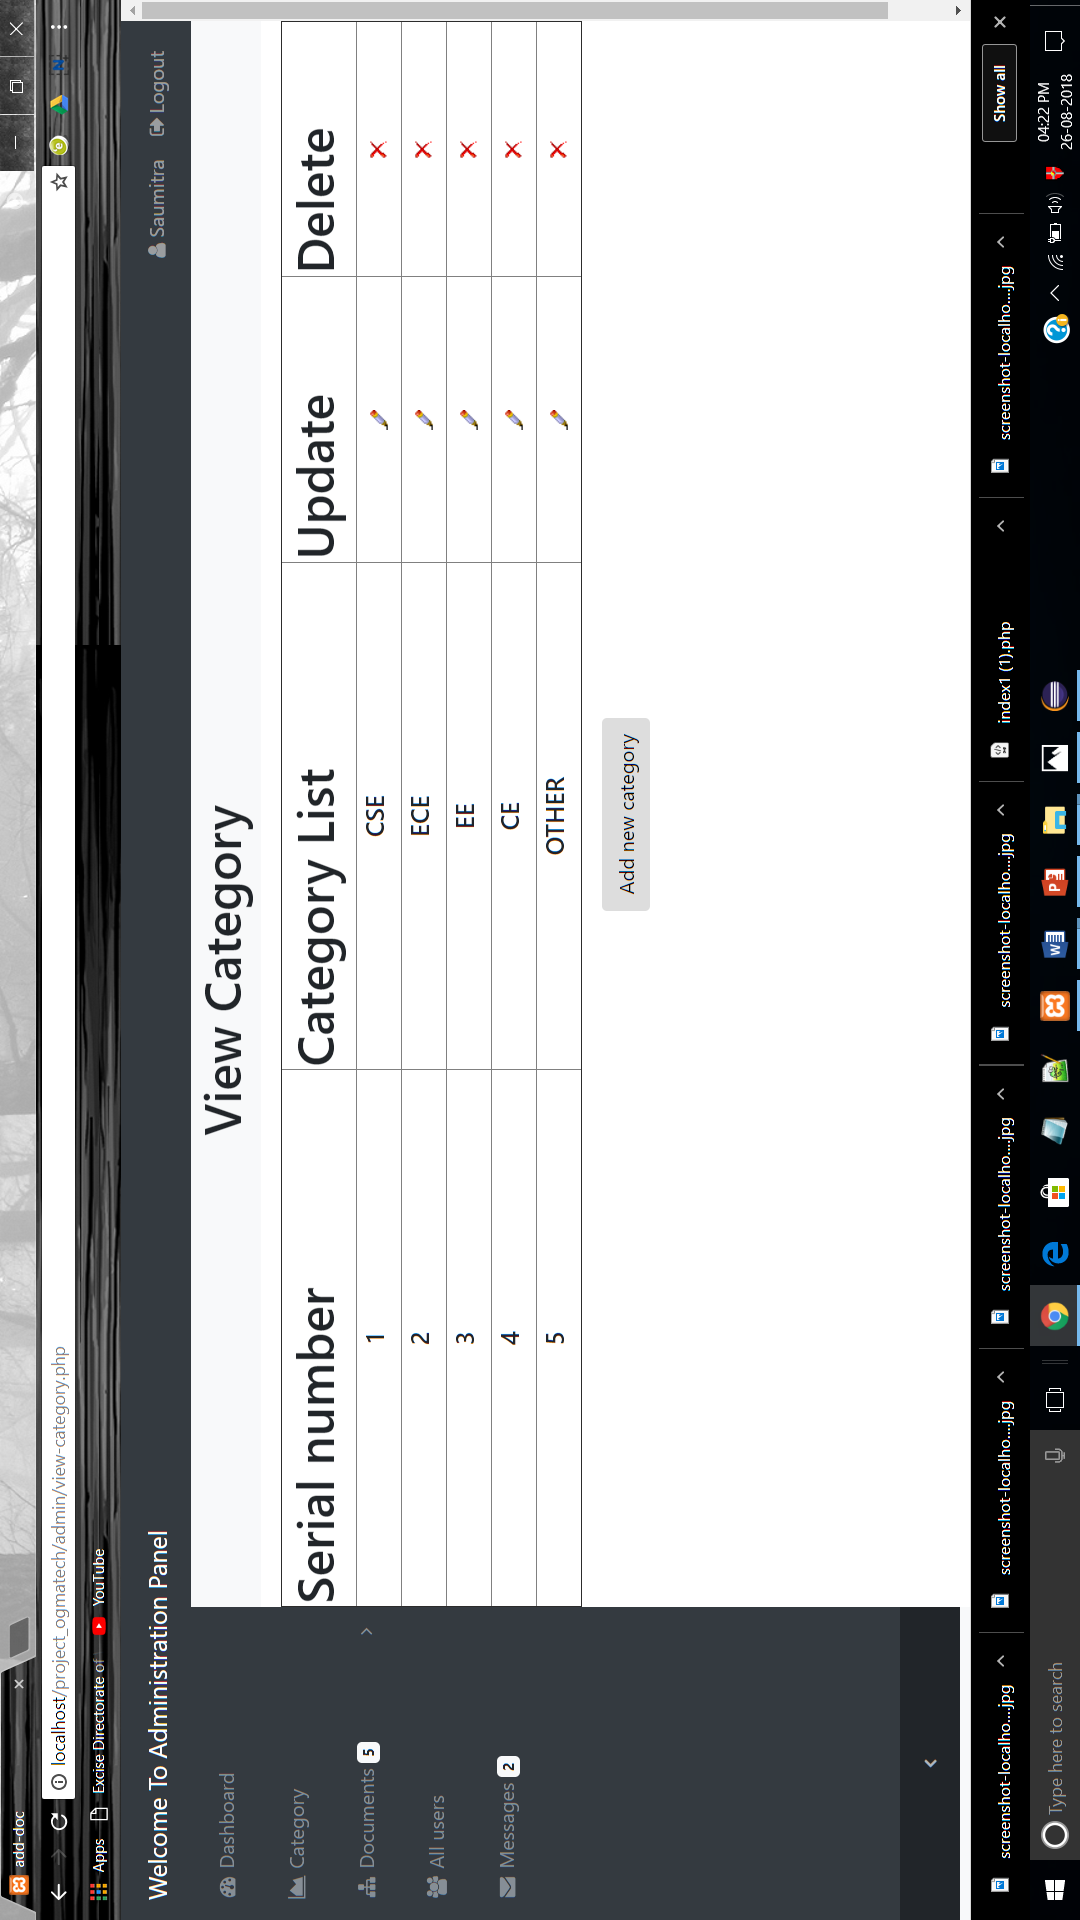 add-doc
localhost/project_ogmatech/admin/view-category.php
Apps Excise Directorate of YouTube
Welcome To Administration Panel Saumitra Logout
Dashboard
Category
Documents 5
All users
Messages 2
View Category
Serial number Category List Update Delete
1 CSE
2 ECE
3 EE
4 CE
5 OTHER
Add new category
screenshot-localho....jpg screenshot-localho....jpg screenshot-localho....jpg screenshot-localho....jpg index1 (1).php screenshot-localho....jpg Show all
Type here to search
04:22 PM
26-08-2018